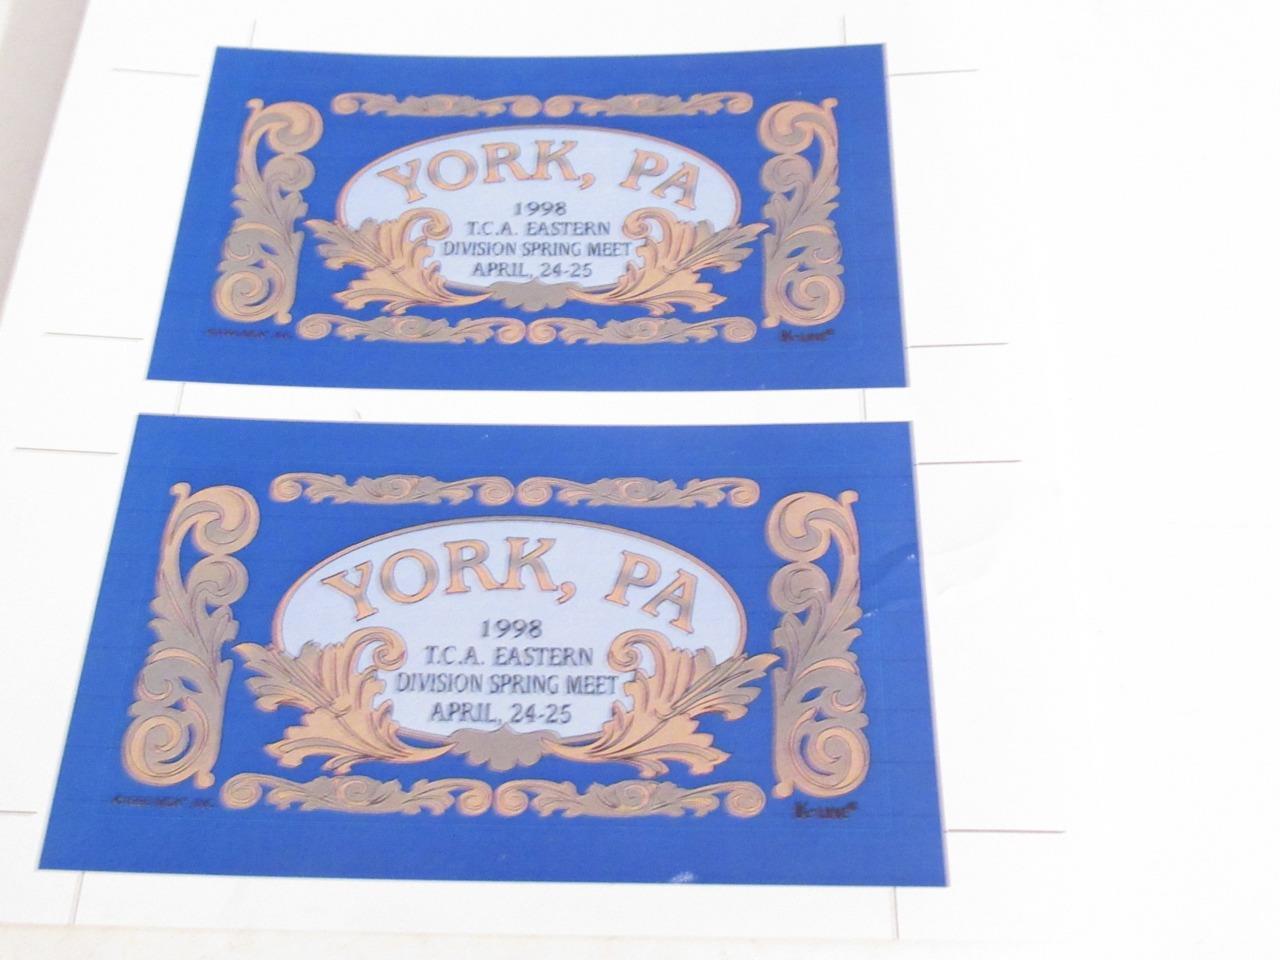 YORK, PA
1998
T.C.A. EASTERN
DIVISION SPRING MEET
APRIL, 24-25
K-LINE®
YORK, PA
1998
T.C.A. EASTERN
DIVISION SPRING MEET
APRIL, 24-25
K-LINE®